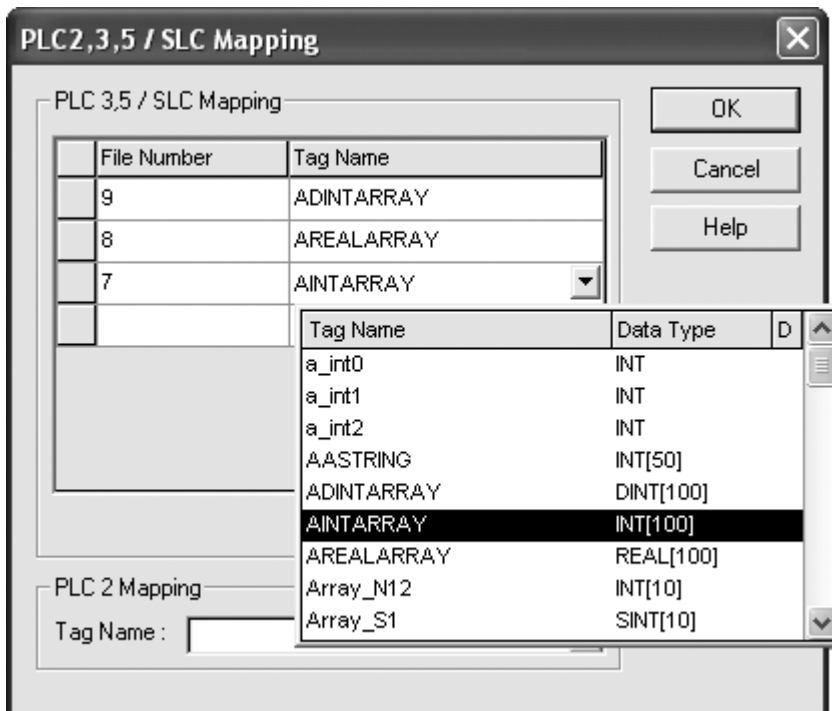 PLC2,3,5 / SLC Mapping
PLC 3,5 / SLC Mapping
OK
File Number Tag Name
Cancel
9 ADINTARRAY
8 AREALARRAY
Help
7 AINTARRAY
Tag Name Data Type D
a_int0 INT
a_int1 INT
a_int2 INT
AASTRING INT[50]
ADINTARRAY DINT[100]
AINTARRAY INT[100]
AREALARRAY REAL[100]
Array_N12 INT[10]
Array_S1 SINT[10]
PLC 2 Mapping
Tag Name :